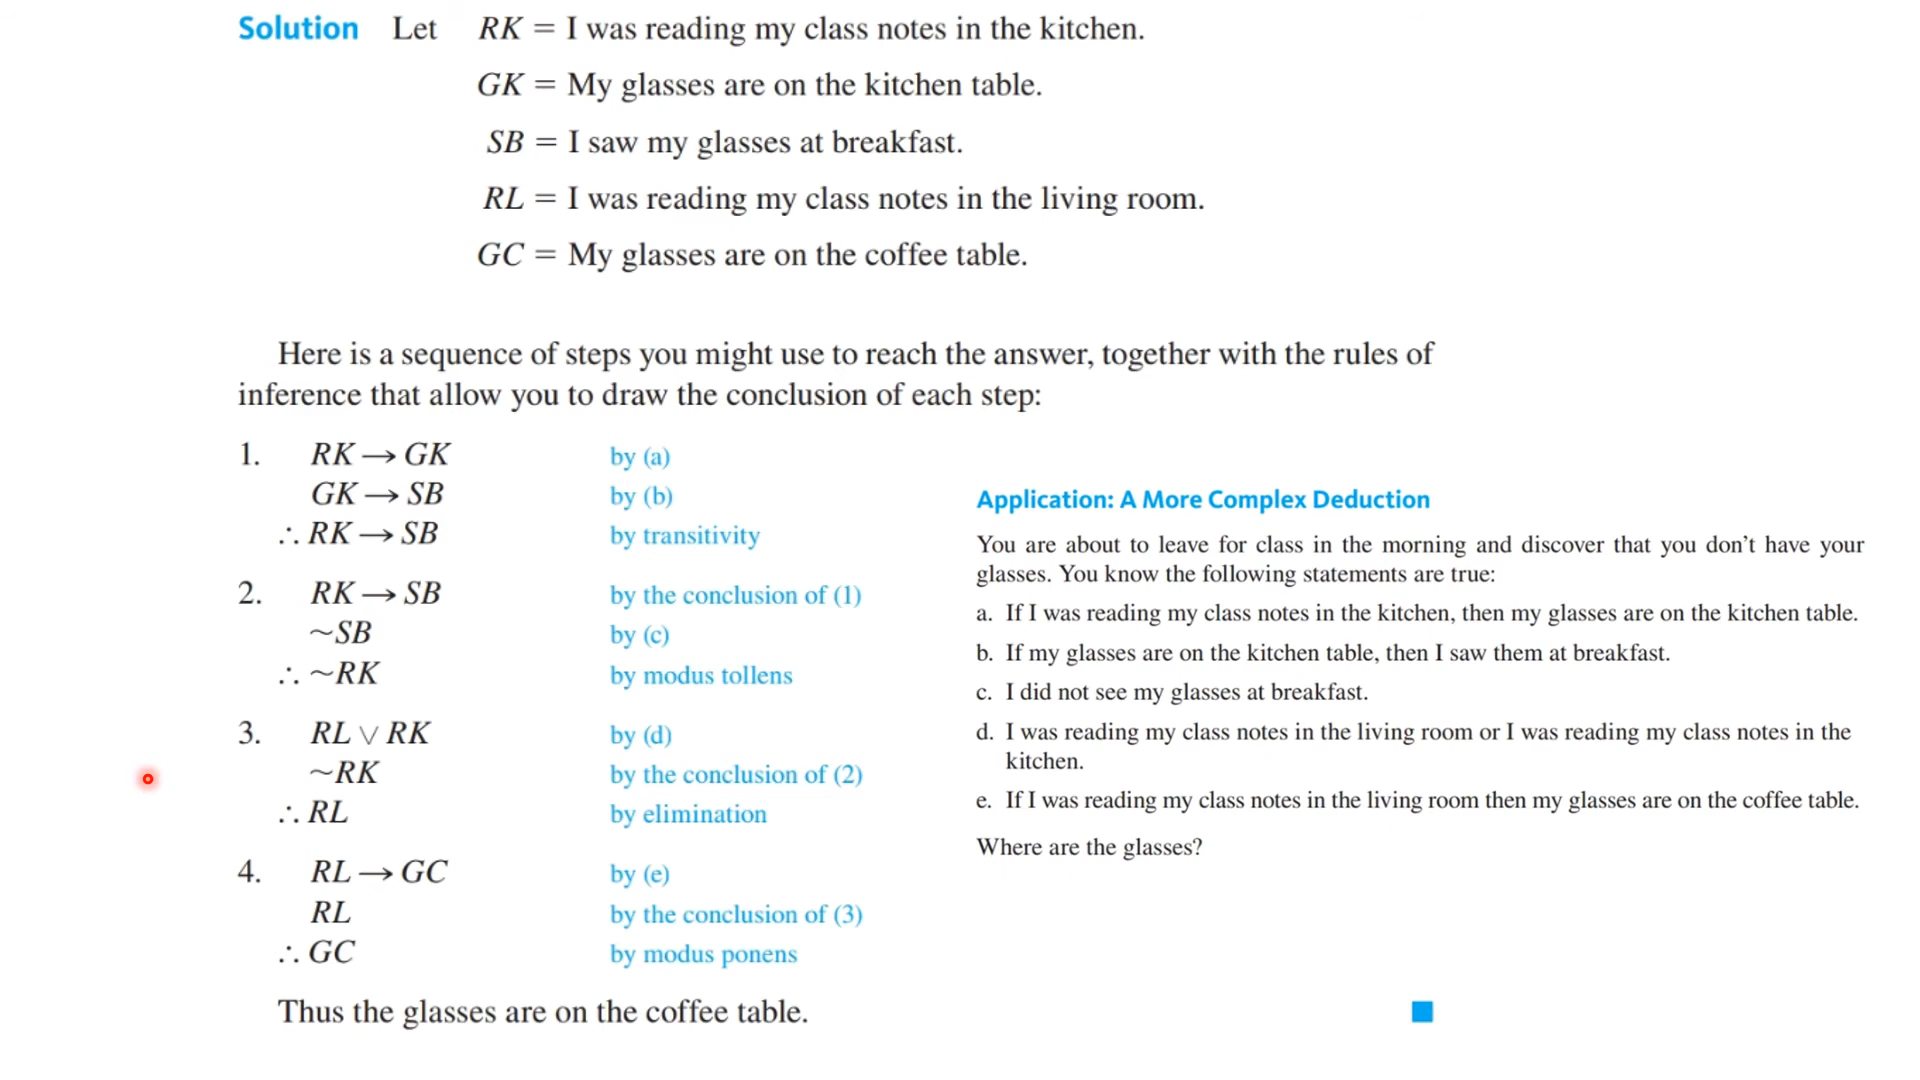 Solution Let RK = I was reading my class notes in the kitchen.
GK = My glasses are on the kitchen table.
SB = I saw my glasses at breakfast.
RL = I was reading my class notes in the living room.
GC = My glasses are on the coffee table.
Here is a sequence of steps you might use to reach the answer, together with the rules of
inference that allow you to draw the conclusion of each step:
1. RK → GK by (a)
GK → SB by (b)
∴ RK → SB by transitivity
2. RK → SB by the conclusion of (1)
~SB by (c)
∴ ~RK by modus tollens
3. RL ∨ RK by (d)
~RK by the conclusion of (2)
∴ RL by elimination
4. RL → GC by (e)
RL by the conclusion of (3)
∴ GC by modus ponens
Thus the glasses are on the coffee table.
Application: A More Complex Deduction
You are about to leave for class in the morning and discover that you don’t have your
glasses. You know the following statements are true:
a. If I was reading my class notes in the kitchen, then my glasses are on the kitchen table.
b. If my glasses are on the kitchen table, then I saw them at breakfast.
c. I did not see my glasses at breakfast.
d. I was reading my class notes in the living room or I was reading my class notes in the
kitchen.
e. If I was reading my class notes in the living room then my glasses are on the coffee table.
Where are the glasses?